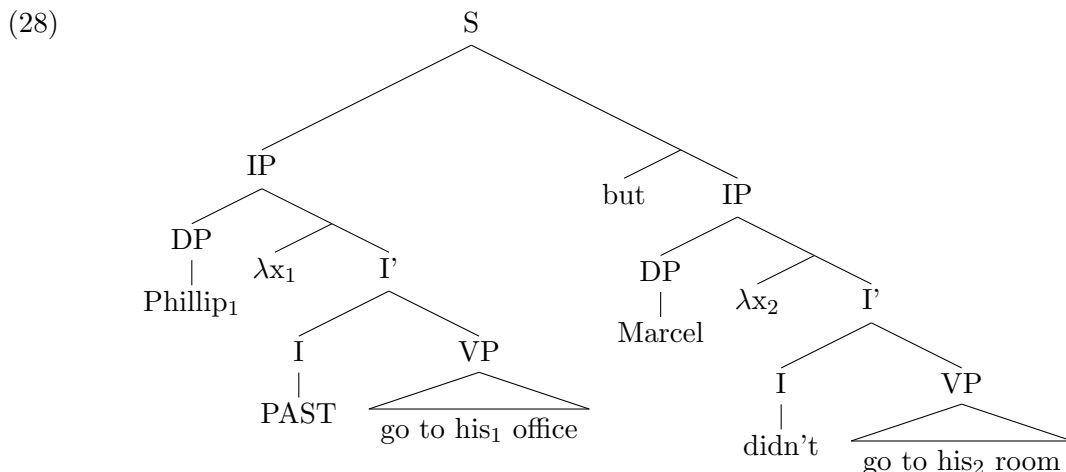 (28)
S
IP
but
IP
DP
λx₁
I'
DP
λx₂
I'
Phillip₁
Marcel
I
VP
I
VP
PAST
go to his₁ office
didn't
go to his₂ room